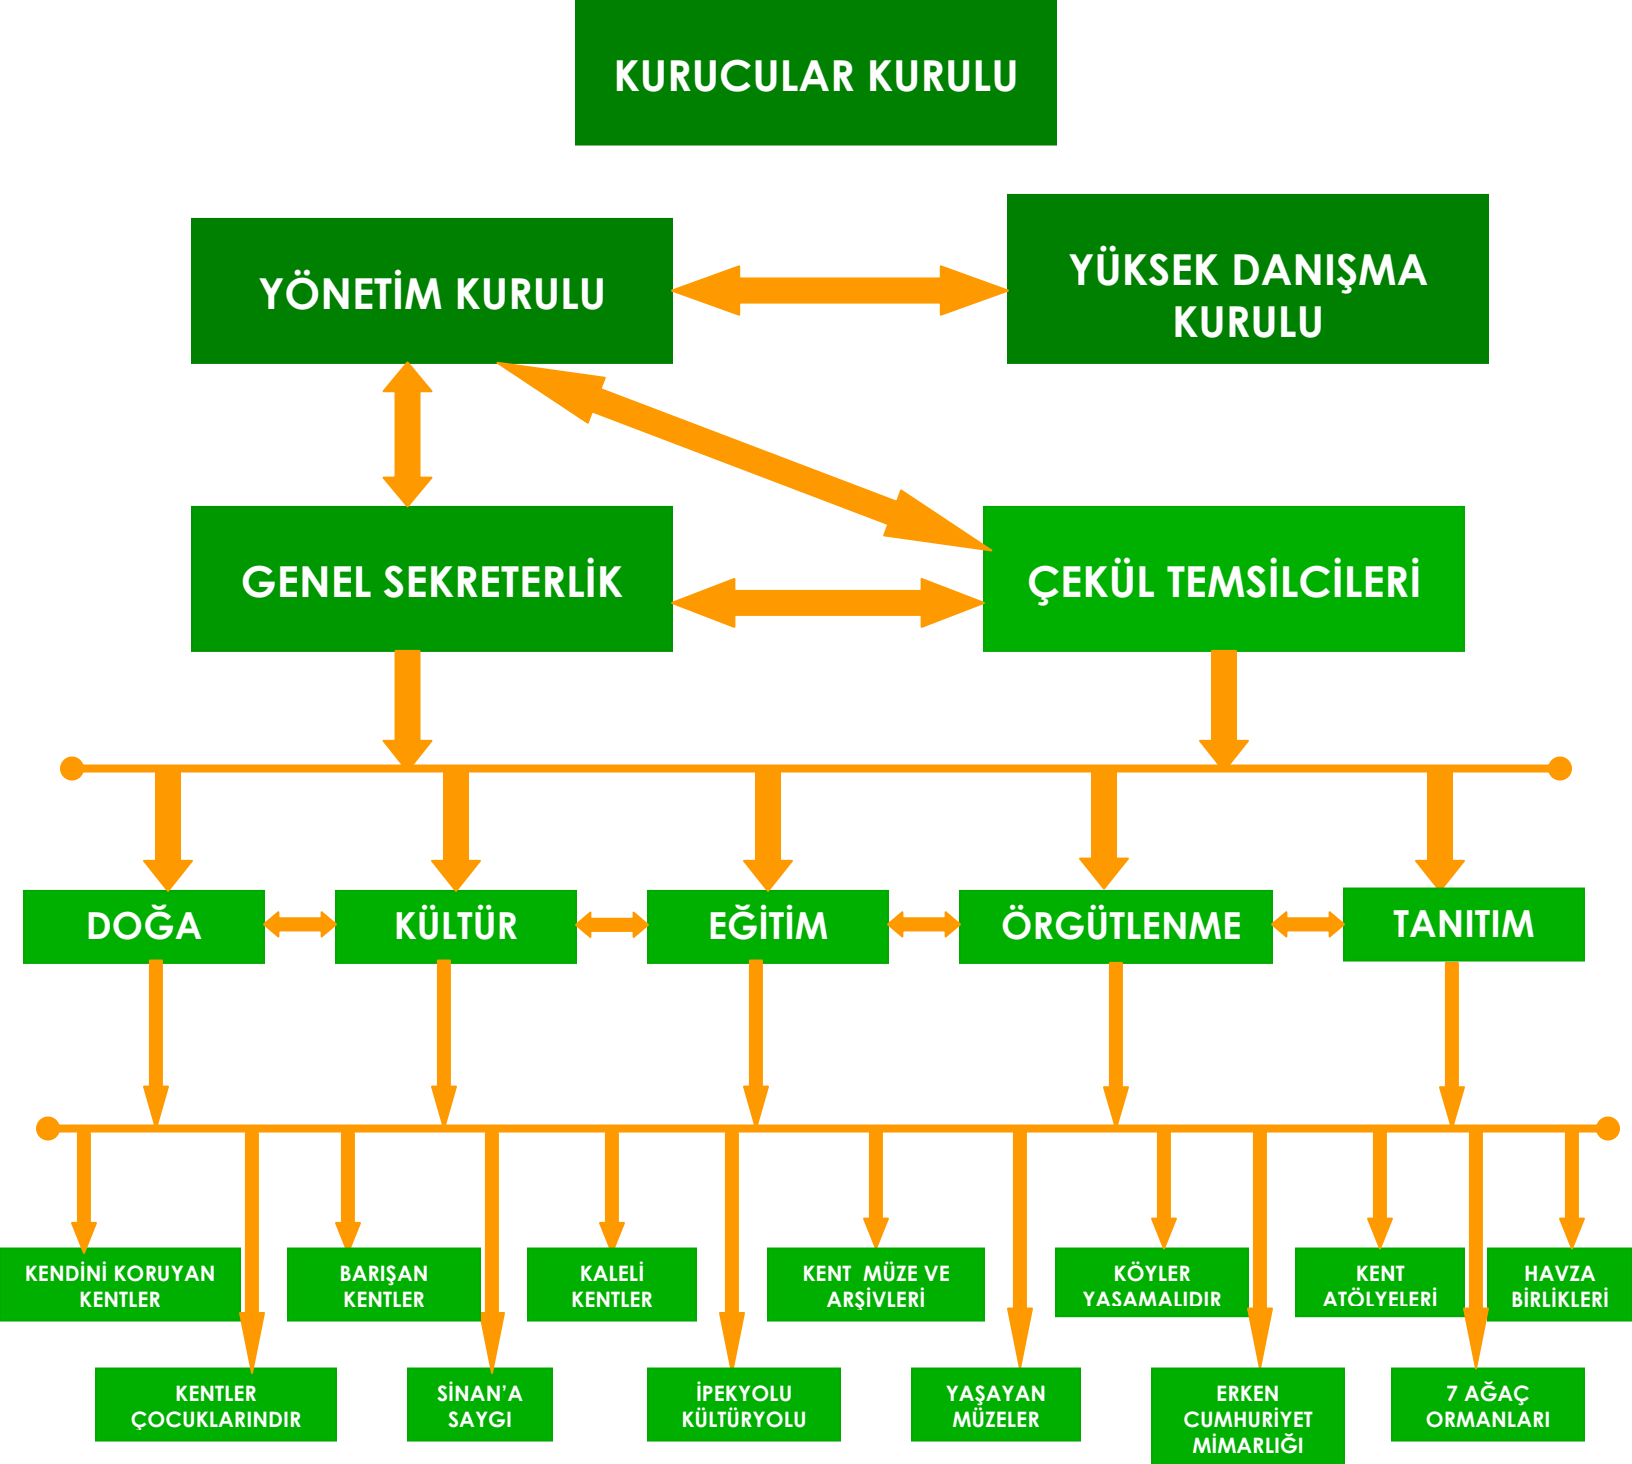 KURUCULAR KURULU
YÖNETİM KURULU
YÜKSEK DANIŞMA
KURULU
GENEL SEKRETERLİK
ÇEKÜL TEMSİLCİLERİ
DOĞA
KÜLTÜR
EĞİTİM
ÖRGÜTLENME
TANITIM
KENDİNİ KORUYAN
KENTLER
BARIŞAN
KENTLER
KALELİ
KENTLER
KENT MÜZE VE
ARŞİVLERİ
KÖYLER
YAŞAMALIDIR
KENT
ATÖLYELERİ
HAVZA
BİRLİKLERİ
KENTLER
ÇOCUKLARINDIR
SİNAN’A
SAYGI
İPEKYOLU
KÜLTÜRYOLU
YAŞAYAN
MÜZELER
ERKEN
CUMHURİYET
MİMARLIĞI
7 AĞAÇ
ORMANLARI